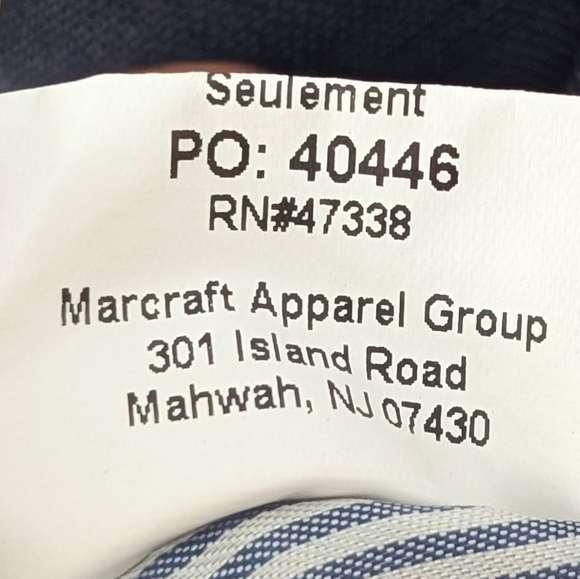 Seulement
PO: 40446
RN#47338
Marcraft Apparel Group
301 Island Road
Mahwah, NJ 07430